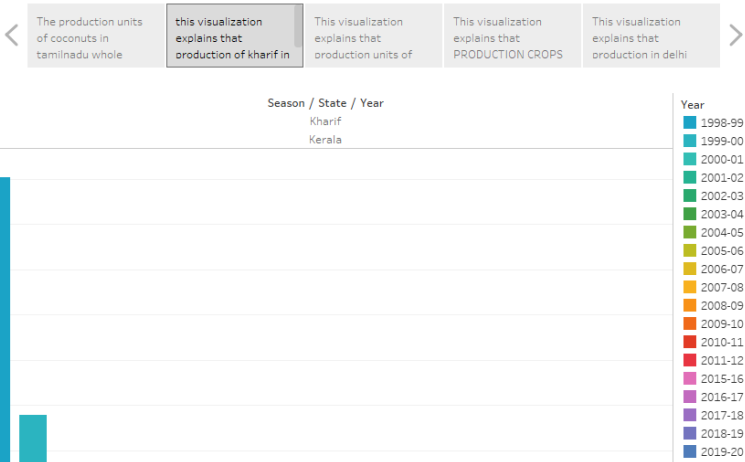 The production units
of coconuts in
tamilnadu whole
this visualization
explains that
production of kharif in
This visualization
explains that
production units of
This visualization
explains that
PRODUCTION CROPS
This visualization
explains that
production in delhi
Season / State / Year
Kharif
Kerala
Year
1998-99
1999-00
2000-01
2001-02
2002-03
2003-04
2004-05
2005-06
2006-07
2007-08
2008-09
2009-10
2010-11
2011-12
2015-16
2016-17
2017-18
2018-19
2019-20